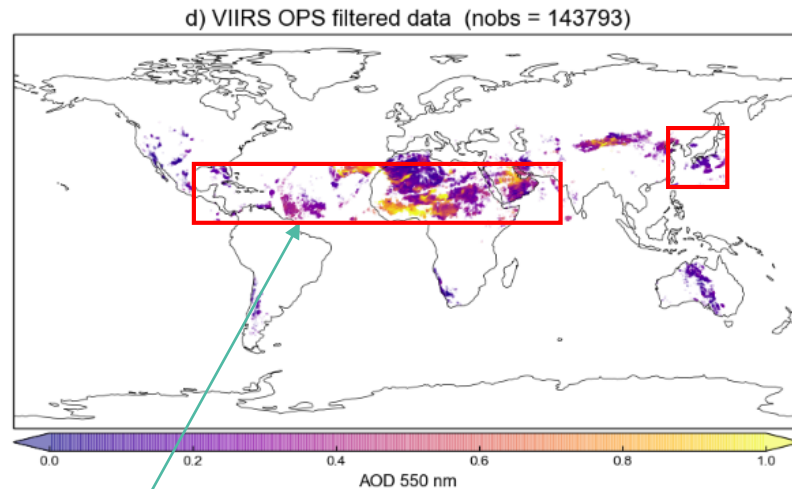 d) VIIRS OPS filtered data (nobs = 143793)
0.0 0.2 0.4 0.6 0.8 1.0
AOD 550 nm